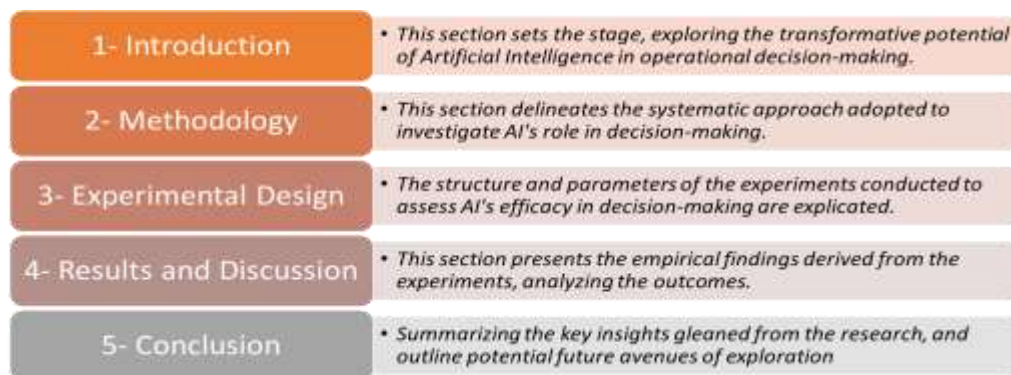 1- Introduction
• This section sets the stage, exploring the transformative potential
of Artificial Intelligence in operational decision-making.
2- Methodology
• This section delineates the systematic approach adopted to
investigate AI's role in decision-making.
3- Experimental Design
• The structure and parameters of the experiments conducted to
assess AI's efficacy in decision-making are explicated.
4- Results and Discussion
• This section presents the empirical findings derived from the
experiments, analyzing the outcomes.
5- Conclusion
• Summarizing the key insights gleaned from the research, and
outline potential future avenues of exploration